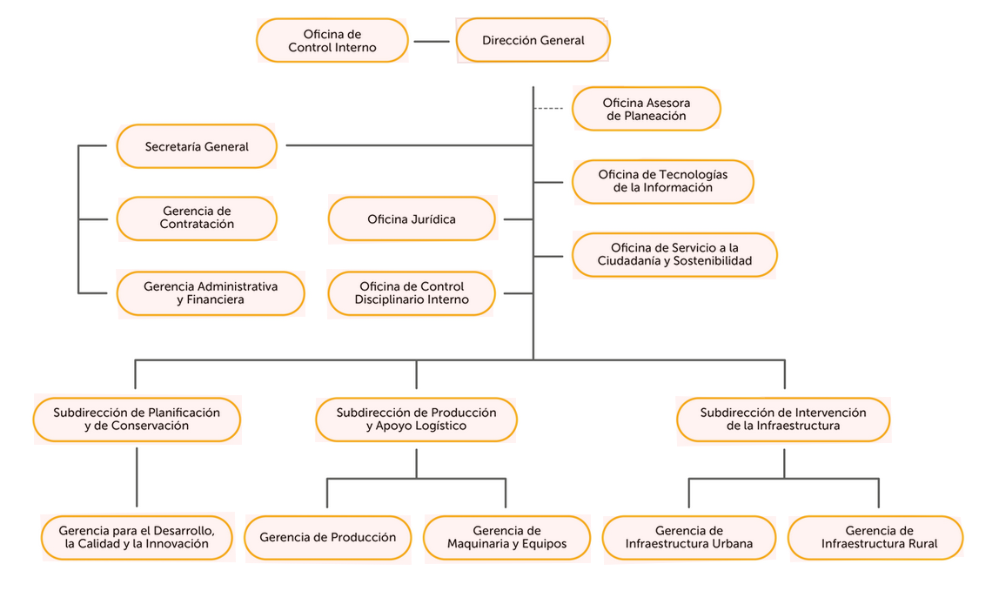 Oficina de
Control Interno
Dirección General
Oficina Asesora
de Planeación
Secretaría General
Oficina de Tecnologías
de la Información
Gerencia de
Contratación
Oficina Jurídica
Oficina de Servicio a la
Ciudadanía y Sostenibilidad
Gerencia Administrativa
y Financiera
Oficina de Control
Disciplinario Interno
Subdirección de Planificación
y de Conservación
Subdirección de Producción
y Apoyo Logístico
Subdirección de Intervención
de la Infraestructura
Gerencia para el Desarrollo,
la Calidad y la Innovación
Gerencia de Producción
Gerencia de
Maquinaria y Equipos
Gerencia de
Infraestructura Urbana
Gerencia de
Infraestructura Rural